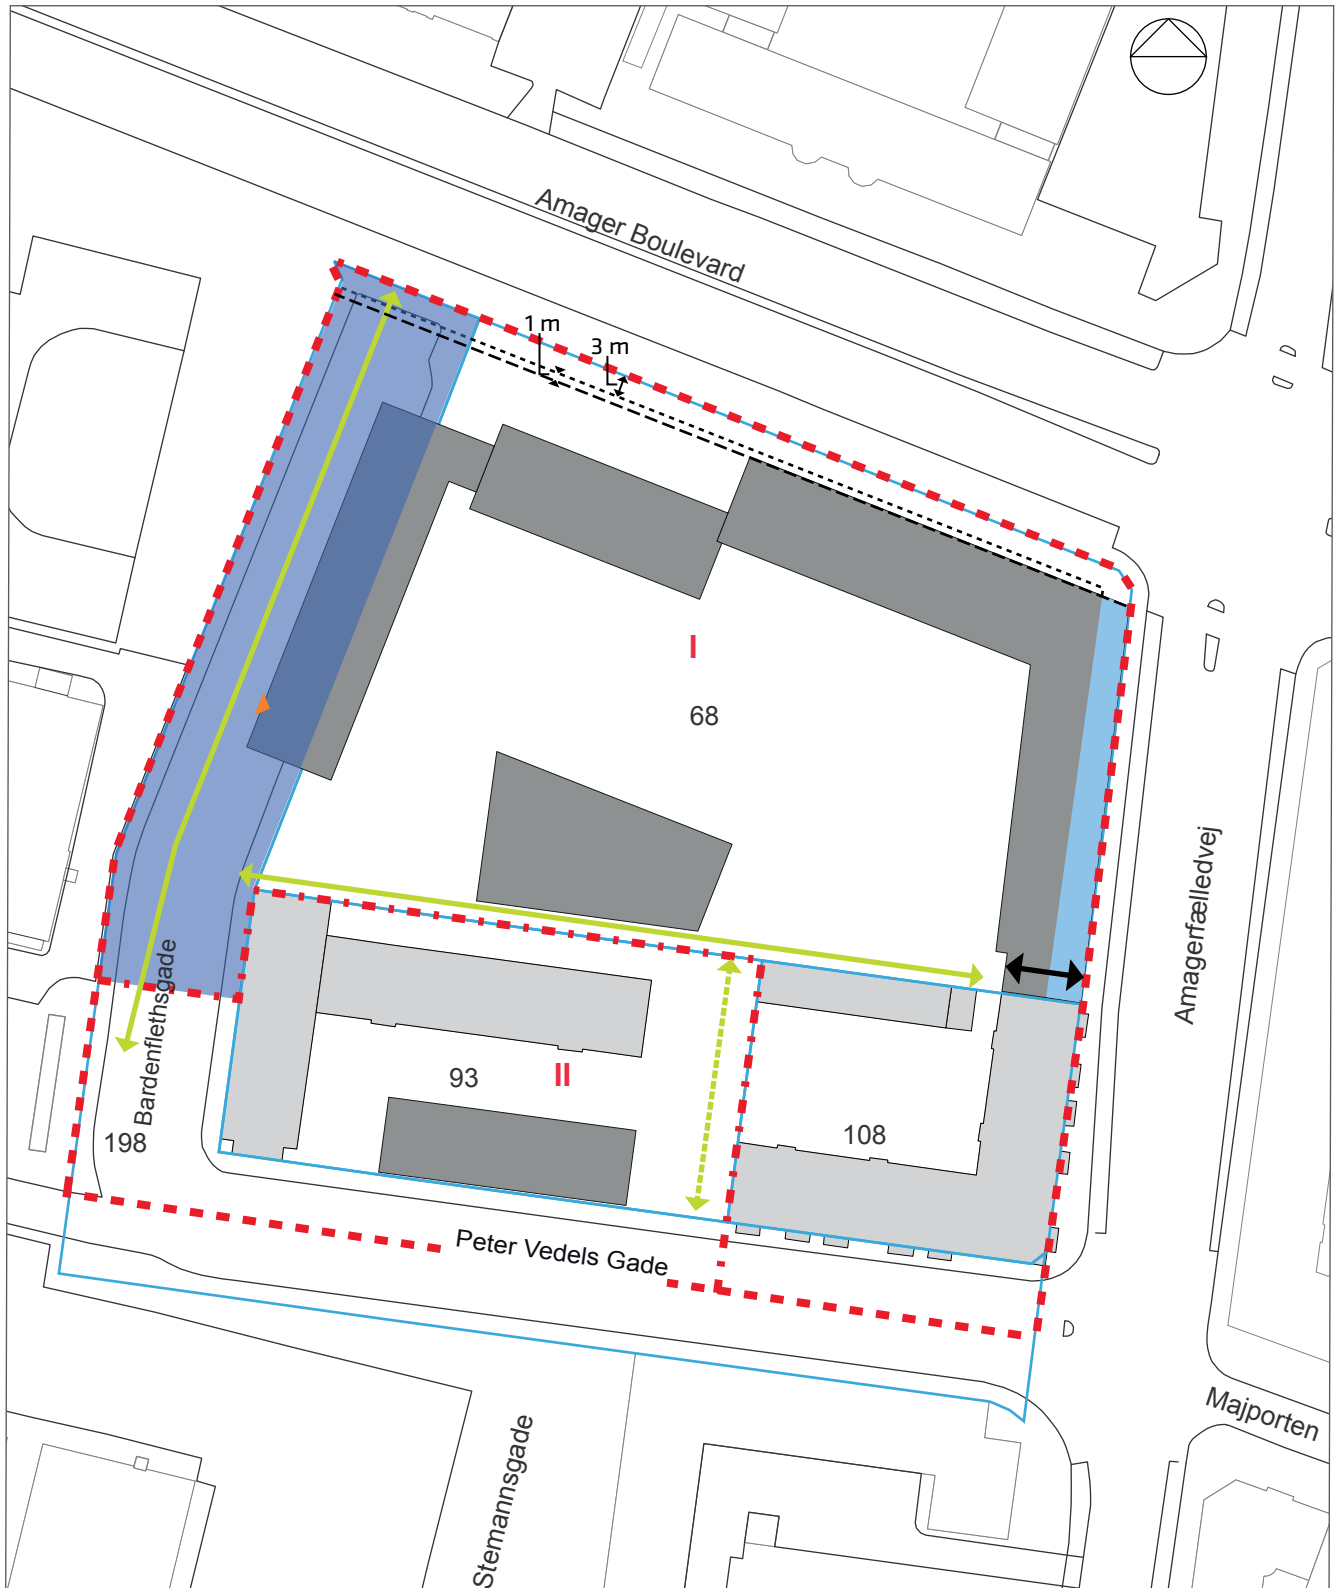 Amager Boulevard
1 m
3 m
I
68
Amagerfælledvej
Bardenflethsgade
93
II
108
198
Peter Vedels Gade
Majporten
Stemannsgade